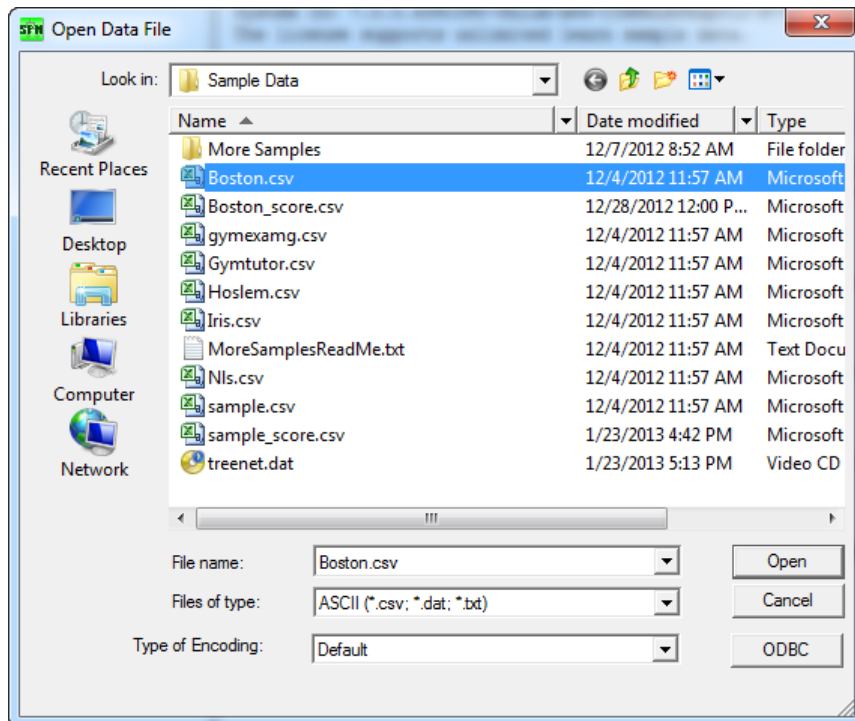 SPM Open Data File
Look in: Sample Data
Name Date modified Type
More Samples 12/7/2012 8:52 AM File folder
Boston.csv 12/4/2012 11:57 AM Microsoft
Boston_score.csv 12/28/2012 12:00 P... Microsoft
gymexamg.csv 12/4/2012 11:57 AM Microsoft
Gymtutor.csv 12/4/2012 11:57 AM Microsoft
Hoslem.csv 12/4/2012 11:57 AM Microsoft
Iris.csv 12/4/2012 11:57 AM Microsoft
MoreSamplesReadMe.txt 12/4/2012 11:57 AM Text Docu
Nls.csv 12/4/2012 11:57 AM Microsoft
sample.csv 12/4/2012 11:57 AM Microsoft
sample_score.csv 1/23/2013 4:42 PM Microsoft
treenet.dat 1/23/2013 5:13 PM Video CD
Recent Places
Desktop
Libraries
Computer
Network
File name: Boston.csv Open
Files of type: ASCII (*.csv; *.dat; *.txt) Cancel
Type of Encoding: Default ODBC